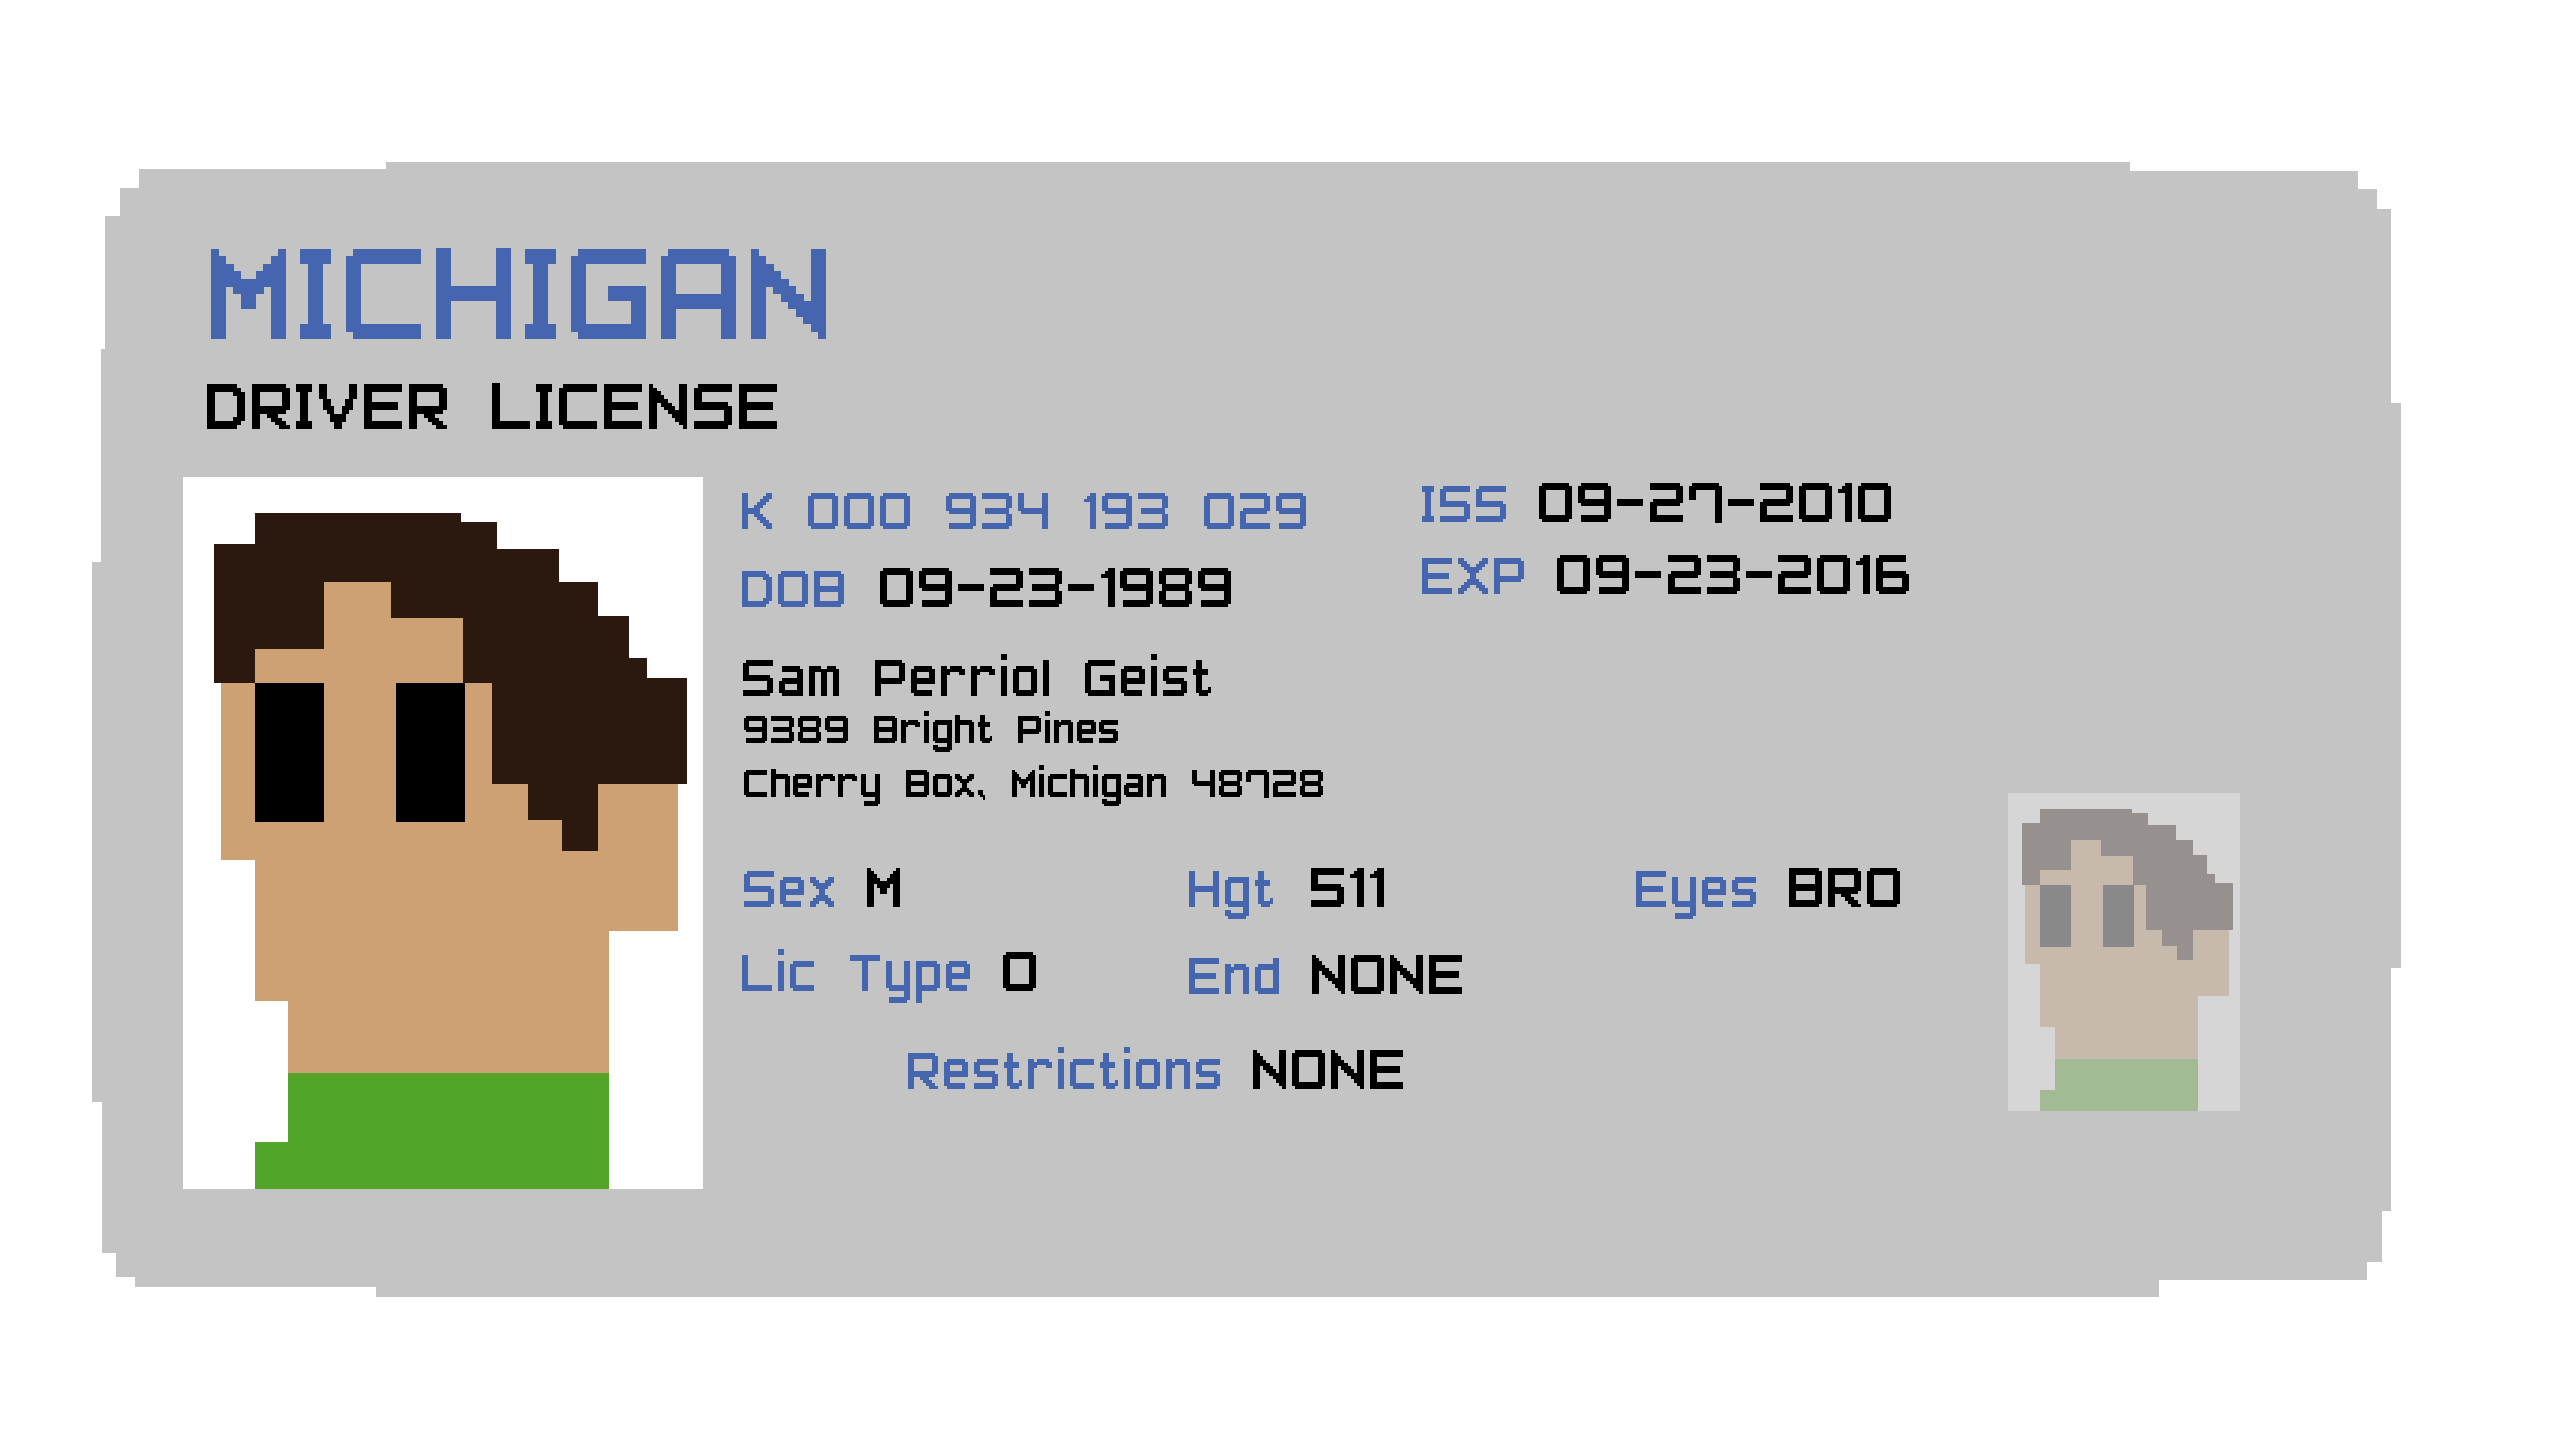 MICHIGAN
DRIVER LICENSE
K 000 934 193 029
ISS 09-27-2010
DOB 09-23-1989
EXP 09-23-2016
Sam Perriol Geist
9389 Bright Pines
Cherry Box, Michigan 48728
Sex M
Hgt 511
Eyes BRO
Lic Type O
End NONE
Restrictions NONE